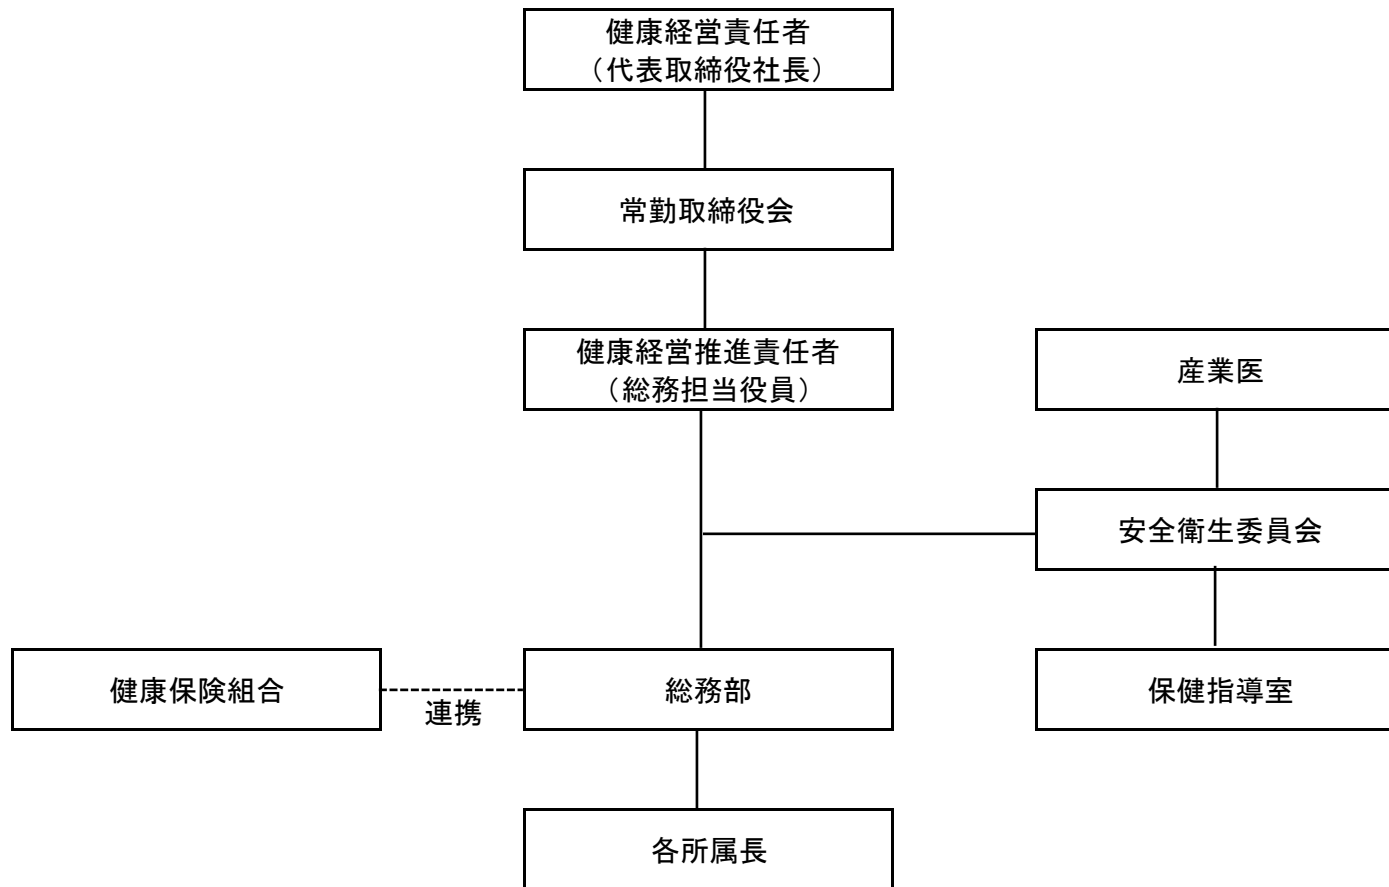 健康経営責任者
（代表取締役社長）
常勤取締役会
健康経営推進責任者
（総務担当役員）
産業医
安全衛生委員会
健康保険組合
連携
総務部
保健指導室
各所属長